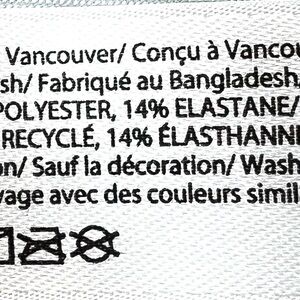 Vancouver/ Conçu à Vancou
sh/ Fabriqué au Bangladesh,
POLYESTER, 14% ELASTANE/
RECYCLÉ, 14% ÉLASTHANN
on/ Sauf la décoration/ Wash
vage avec des couleurs simil